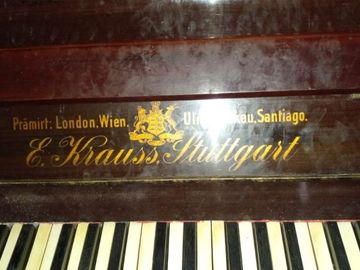 Prämirt: London, Wien, Santiago.
E. Krauss, Stuttgart